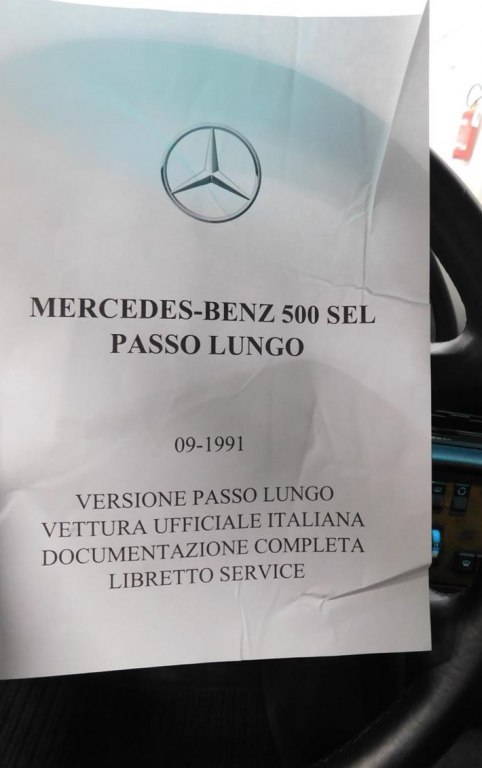 MERCEDES-BENZ 500 SEL
PASSO LUNGO
09-1991
VERSIONE PASSO LUNGO
VETTURA UFFICIALE ITALIANA
DOCUMENTAZIONE COMPLETA
LIBRETTO SERVICE